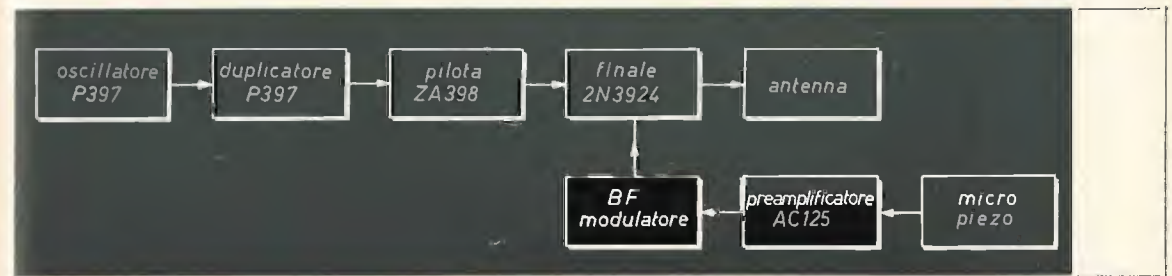 oscillatore
P397
duplicatore
P397
pilota
ZA398
finale
2N3924
antenna
BF
modulatore
preamplificatore
AC125
micro
piezo